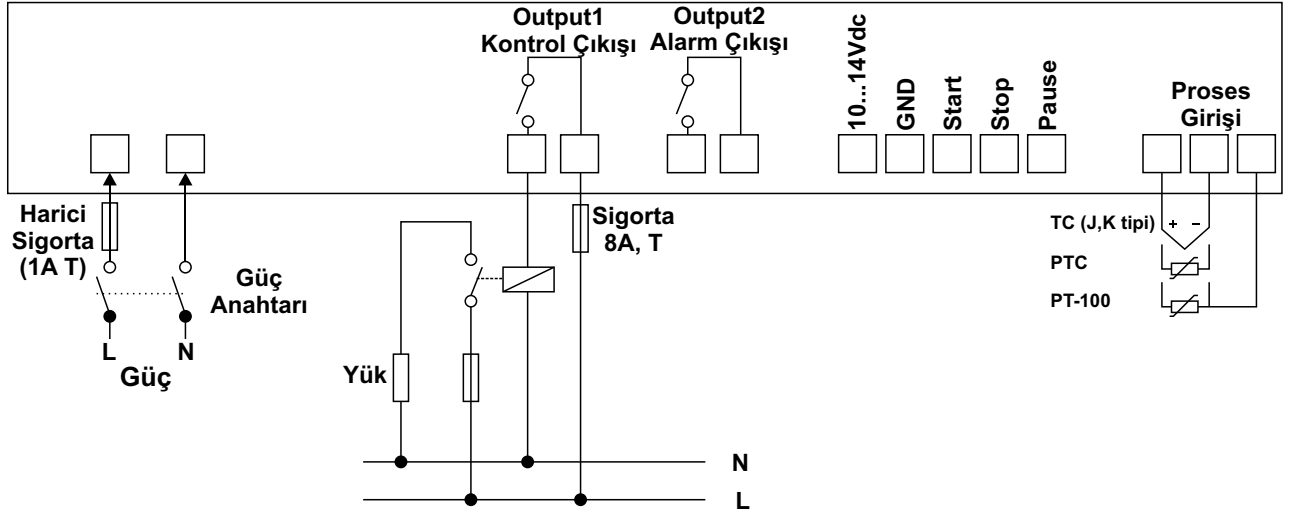 Output1
Kontrol Çıkışı
Output2
Alarm Çıkışı
10...14Vdc
GND
Start
Stop
Pause
Proses
Girişi
Harici
Sigorta
(1A T)
Güç
Anahtarı
L
N
Güç
Sigorta
8A, T
Yük
N
L
TC (J,K tipi)
+ -
PTC
PT-100